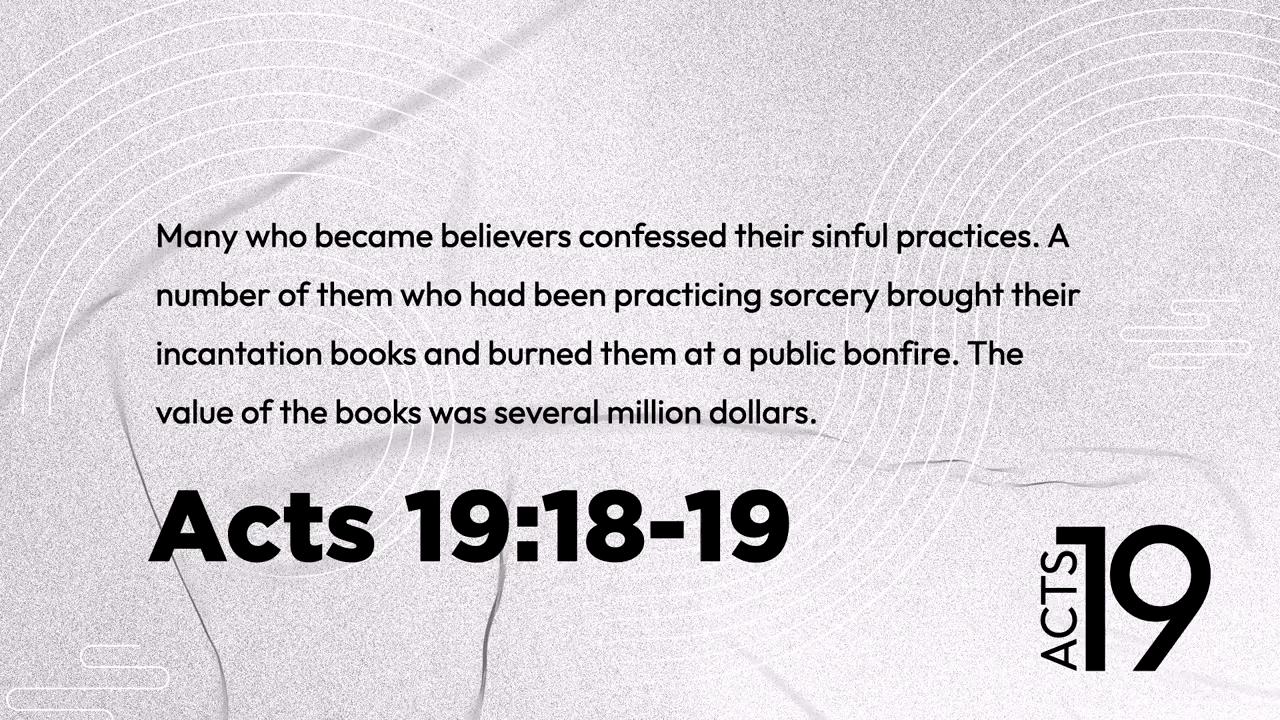 Many who became believers confessed their sinful practices. A
number of them who had been practicing sorcery brought their
incantation books and burned them at a public bonfire. The
value of the books was several million dollars.
Acts 19:18-19
ACTS 19